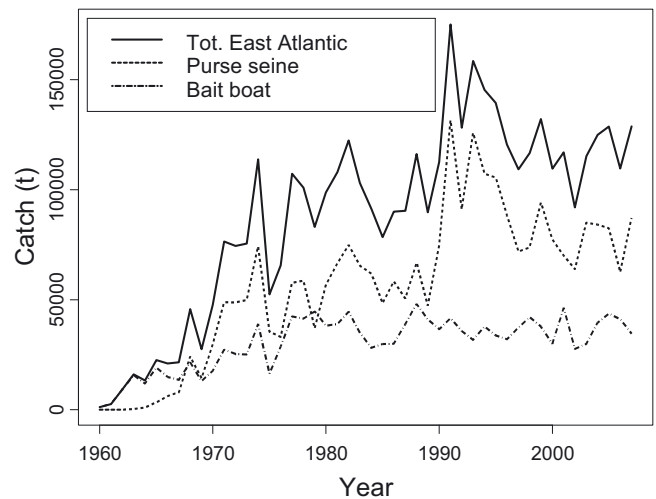 Tot. East Atlantic
Purse seine
Bait boat
Catch (t)
150000
100000
50000
0
1960 1970 1980 1990 2000
Year